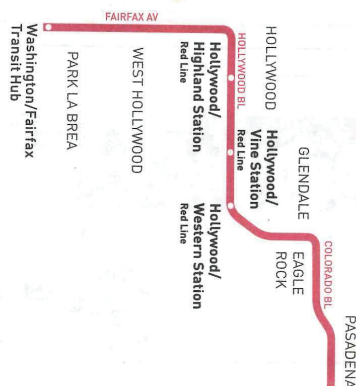 FAIRFAX AV
Washington/Fairfax
Transit Hub
PARK LA BREA
WEST HOLLYWOOD
HOLLYWOOD BL
HOLLYWOOD
Hollywood/
Highland Station
Red Line
Hollywood/
Vine Station
Red Line
Hollywood/
Western Station
Red Line
GLENDALE
EAGLE
ROCK
COLORADO BL
PASADENA